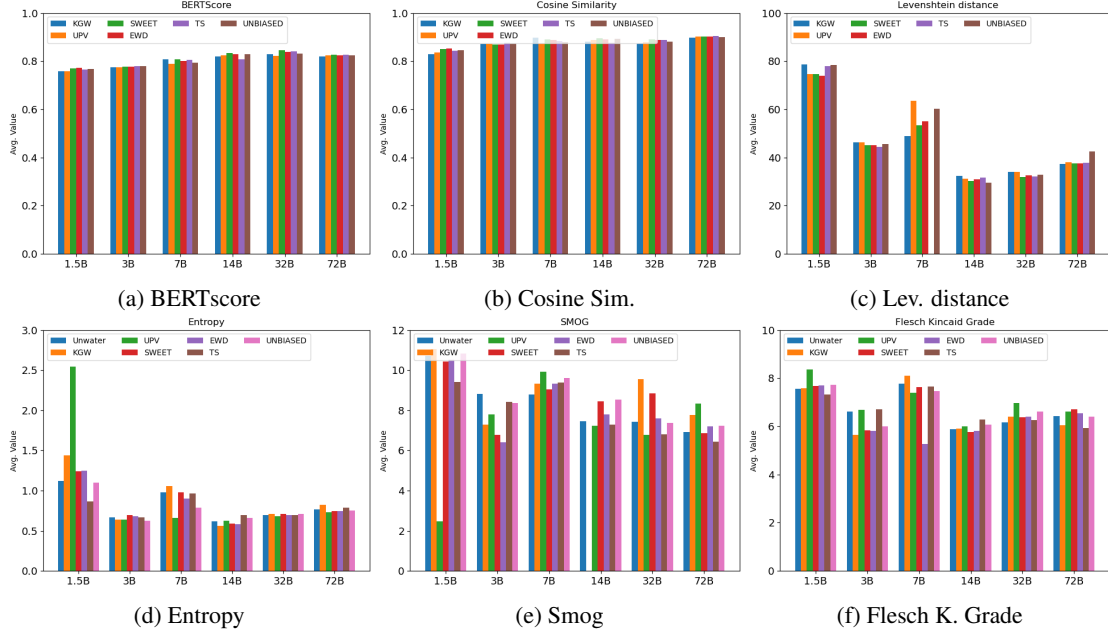 BERTScore
KGW SWEET TS UNBIASED
UPV EWD
1.0
0.8
0.6
0.4
0.2
0.0
Avg. Value
1.5B 3B 7B 14B 32B 72B
(a) BERTscore
Cosine Similarity
KGW SWEET TS UNBIASED
UPV EWD
1.0
0.8
0.6
0.4
0.2
0.0
Avg. Value
1.5B 3B 7B 14B 32B 72B
(b) Cosine Sim.
Levenshtein distance
KGW SWEET TS UNBIASED
UPV EWD
100
80
60
40
20
0
Avg. Value
1.5B 3B 7B 14B 32B 72B
(c) Lev. distance
Entropy
Unwater UPV EWD UNBIASED
KGW SWEET TS
3.0
2.5
2.0
1.5
1.0
0.5
0.0
Avg. Value
1.5B 3B 7B 14B 32B 72B
(d) Entropy
SMOG
Unwater UPV EWD UNBIASED
KGW SWEET TS
12
10
8
6
4
2
0
Avg. Value
1.5B 3B 7B 14B 32B 72B
(e) Smog
Flesch Kincaid Grade
Unwater UPV EWD UNBIASED
KGW SWEET TS
10
8
6
4
2
0
Avg. Value
1.5B 3B 7B 14B 32B 72B
(f) Flesch K. Grade